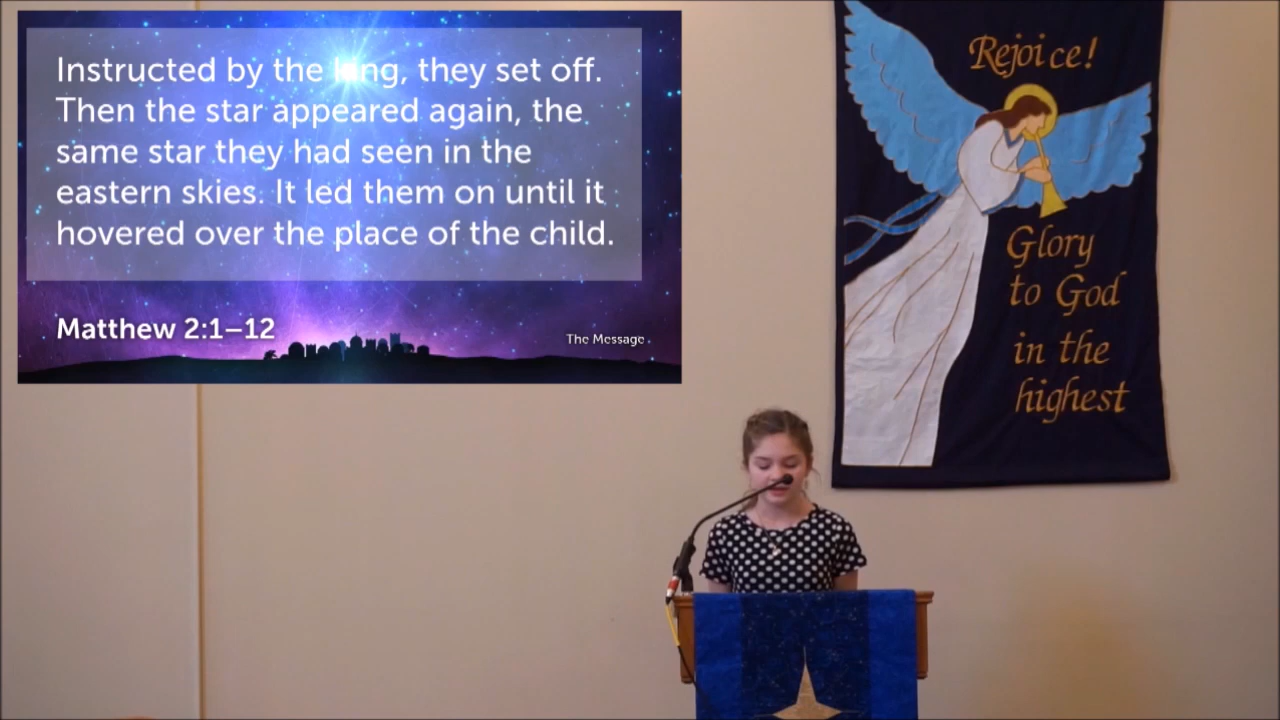 Instructed by the king, they set off.
Then the star appeared again, the
same star they had seen in the
eastern skies. It led them on until it
hovered over the place of the child.
Matthew 2:1–12
The Message
Rejoice!
Glory
to God
in the
highest